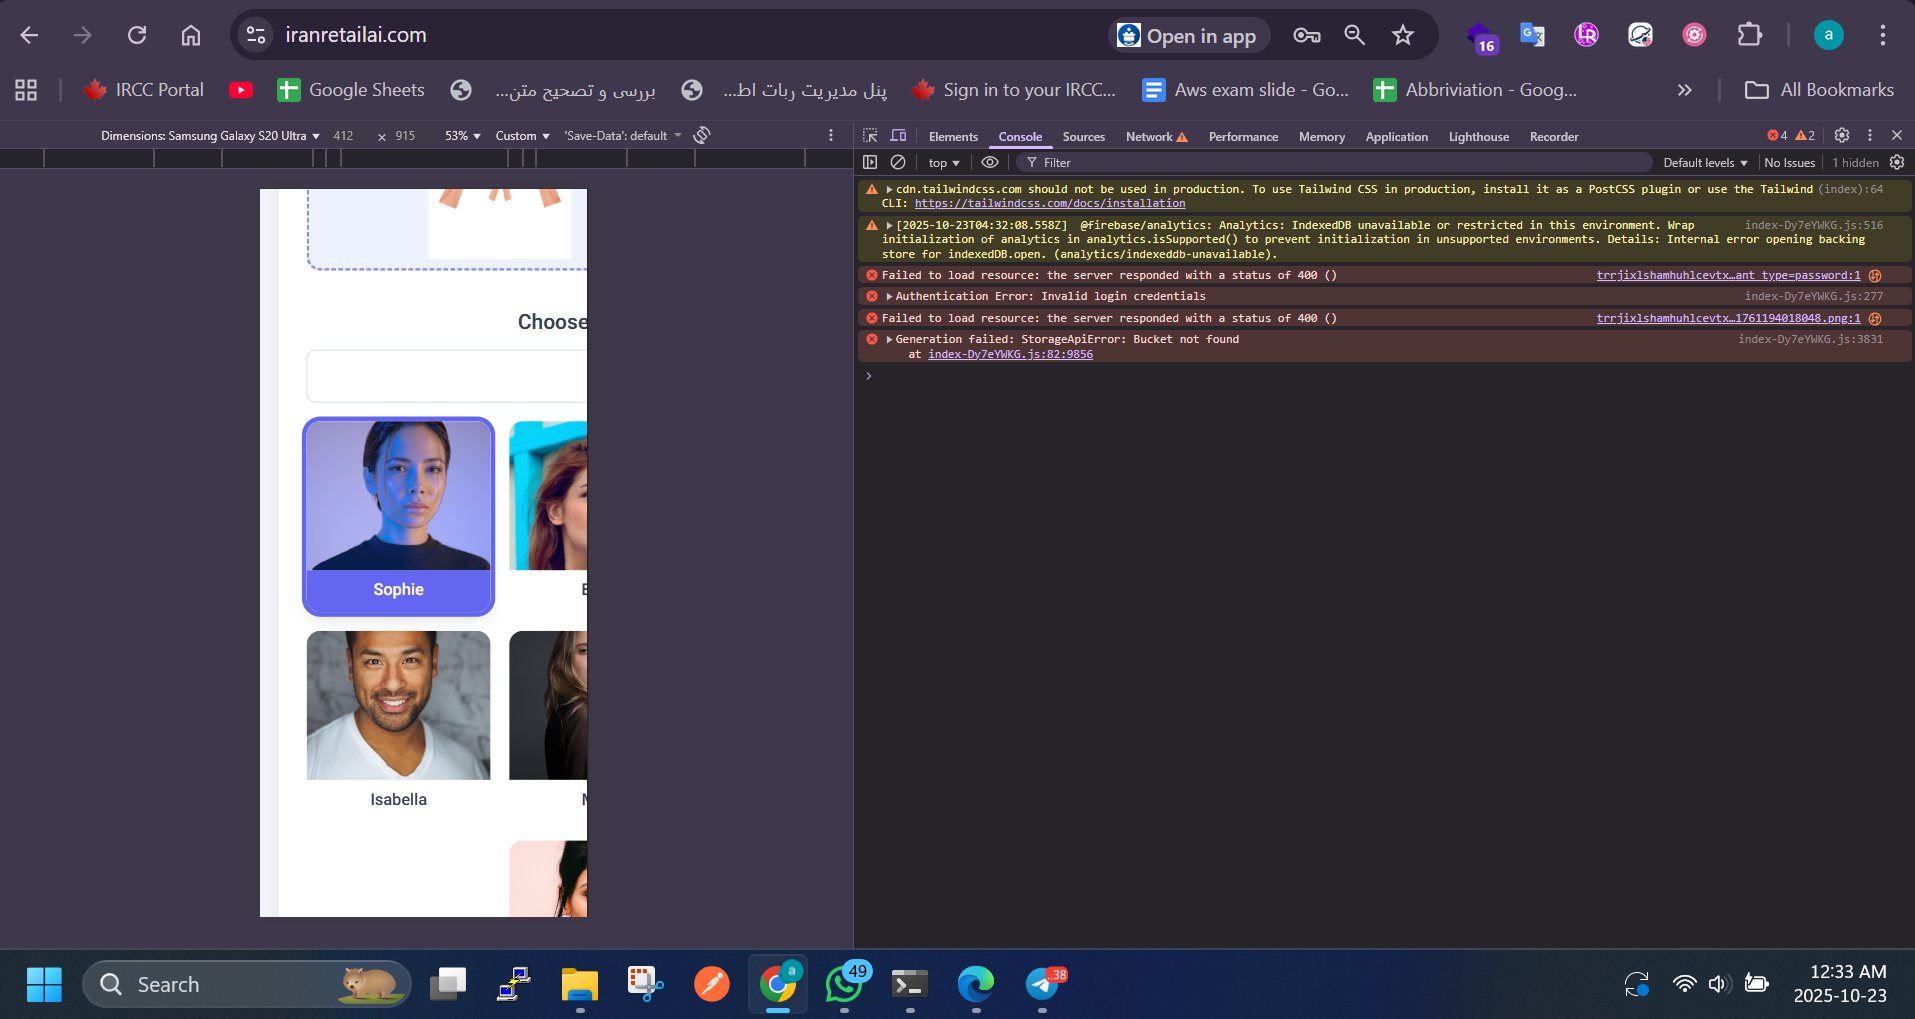 iranretailai.com
Open in app
16
a
IRCC Portal
Google Sheets
بررسی و تصحیح متن...
پنل مدیریت ربات اط...
Sign in to your IRCC...
Aws exam slide - Go...
Abbriviation - Goog...
All Bookmarks
Dimensions: Samsung Galaxy S20 Ultra
412
×
915
53%
Custom
'Save-Data': default
Elements
Console
Sources
Network
Performance
Memory
Application
Lighthouse
Recorder
4
2
top
Filter
Default levels
No Issues
1 hidden
cdn.tailwindcss.com should not be used in production. To use Tailwind CSS in production, install it as a PostCSS plugin or use the Tailwind (index):64
CLI: https://tailwindcss.com/docs/installation
[2025-10-23T04:32:08.558Z] @firebase/analytics: Analytics: IndexedDB unavailable or restricted in this environment. Wrap index-Dy7eYWKG.js:516
initialization of analytics in analytics.isSupported() to prevent initialization in unsupported environments. Details: Internal error opening backing
store for indexedDB.open. (analytics/indexeddb-unavailable).
Failed to load resource: the server responded with a status of 400 () trrjixlshamhuhlcevtx…ant_type=password:1
Authentication Error: Invalid login credentials index-Dy7eYWKG.js:277
Failed to load resource: the server responded with a status of 400 () trrjixlshamhuhlcevtx…1761194018048.png:1
Generation failed: StorageApiError: Bucket not found index-Dy7eYWKG.js:3831
at index-Dy7eYWKG.js:82:9856
Choose
Sophie
Isabella
Search
a
49
..38
12:33 AM
2025-10-23